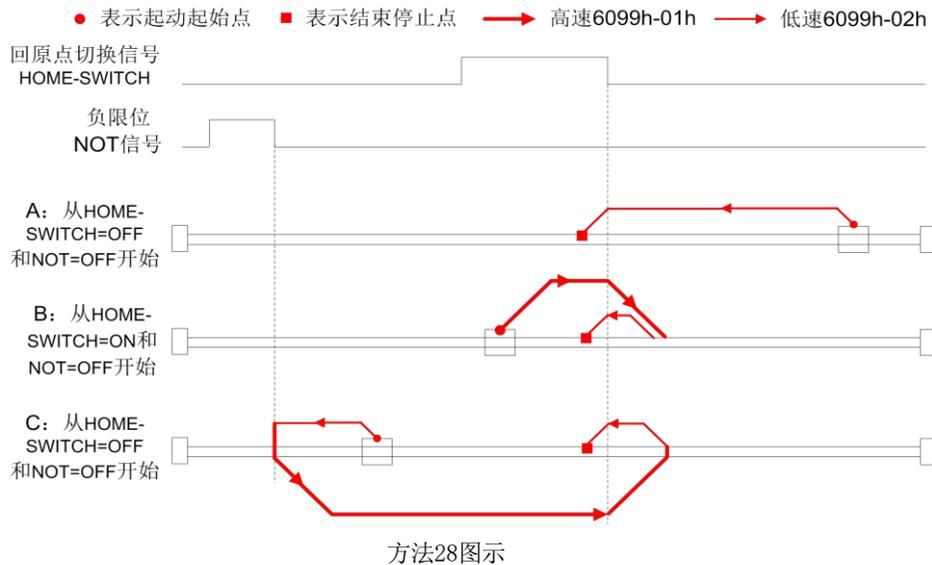 表示起动起始点 表示结束停止点 高速6099h-01h 低速6099h-02h
回原点切换信号
HOME-SWITCH
负限位
NOT信号
A：从HOME-
SWITCH=OFF
和NOT=OFF开始
B：从HOME-
SWITCH=ON和
NOT=OFF开始
C：从HOME-
SWITCH=OFF
和NOT=OFF开始
方法28图示